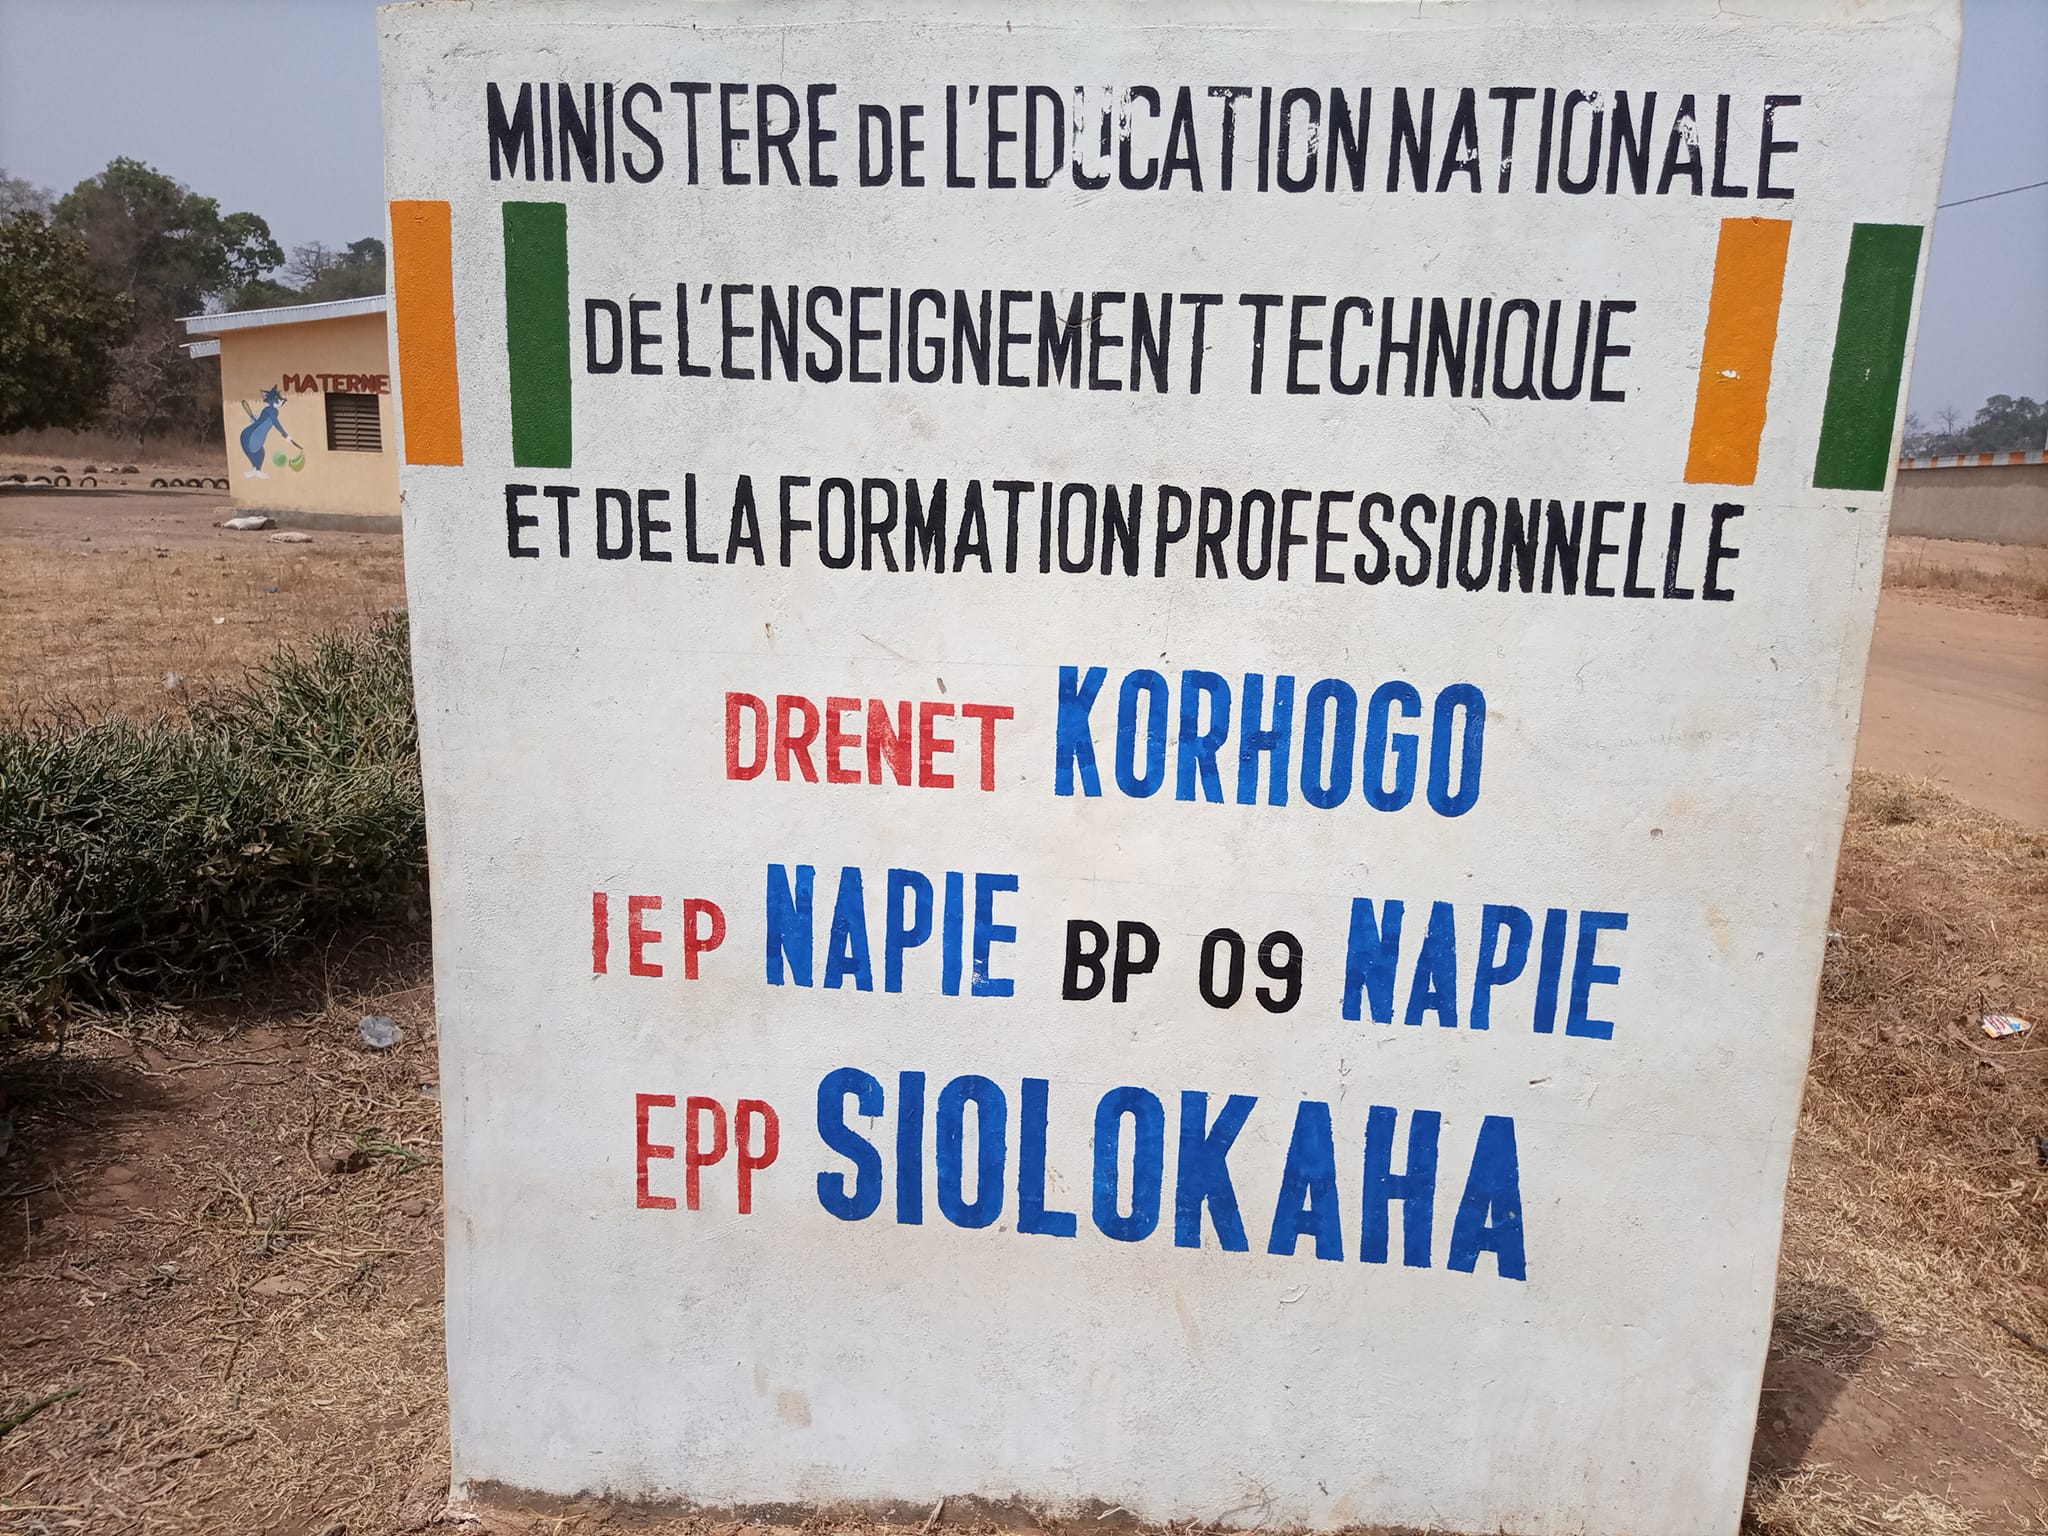 MINISTERE DE L'EDUCATION NATIONALE
DE L'ENSEIGNEMENT TECHNIQUE
ET DE LA FORMATION PROFESSIONNELLE
DRENET KORHOGO
IEP NAPIE BP 09 NAPIE
EPP SIOLOKAHA
MATERNE